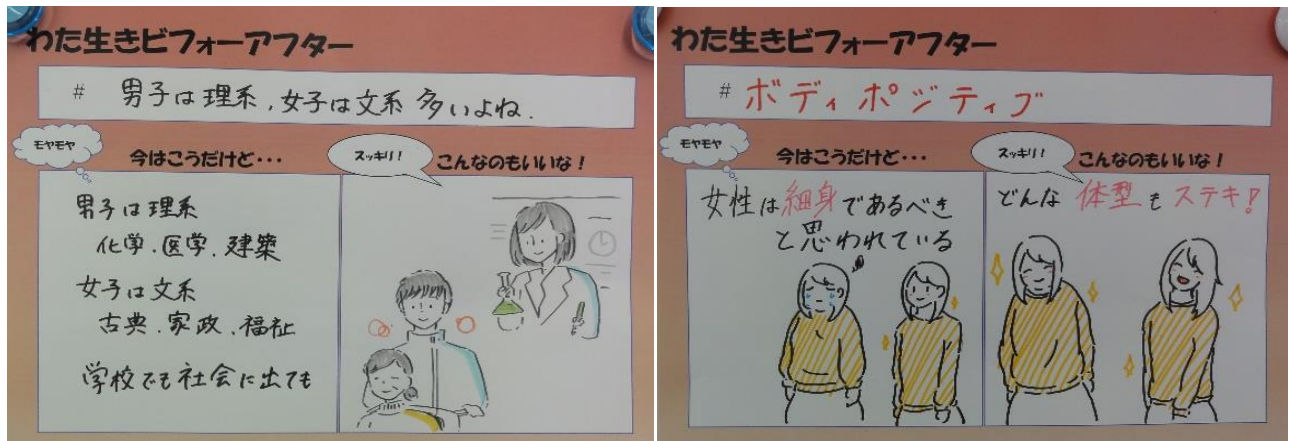 わた生きビフォーアフター
# 男子は理系，女子は文系 多いよね.
モヤモヤ
今はこうだけど・・・
スッキリ！
こんなのもいいな！
男子は理系
化学.医学.建築
女子は文系
古典.家政.福祉
学校でも社会に出ても
わた生きビフォーアフター
# ボディポジティブ
モヤモヤ
今はこうだけど・・・
スッキリ！
こんなのもいいな！
女性は細身であるべき
と思われている
どんな体型もステキ！